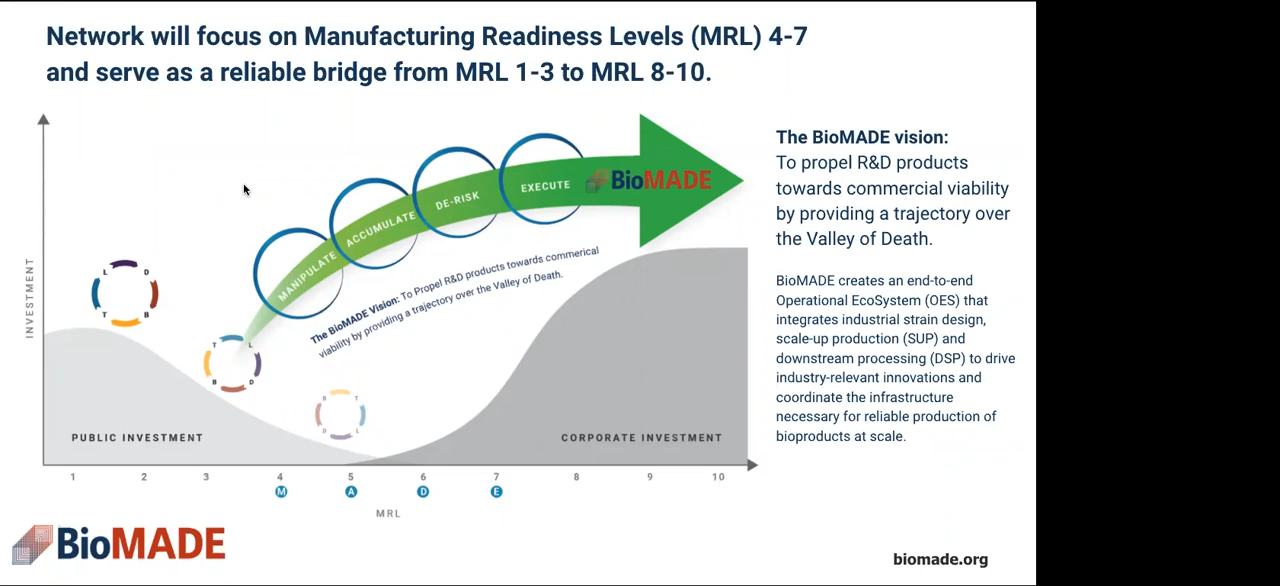 Network will focus on Manufacturing Readiness Levels (MRL) 4-7
and serve as a reliable bridge from MRL 1-3 to MRL 8-10.
The BioMADE vision:
To propel R&D products
towards commercial viability
by providing a trajectory over
the Valley of Death.
BioMADE creates an end-to-end
Operational EcoSystem (OES) that
integrates industrial strain design,
scale-up production (SUP) and
downstream processing (DSP) to drive
industry-relevant innovations and
coordinate the infrastructure
necessary for reliable production of
bioproducts at scale.
INVESTMENT
L D
T B
T L
B D
B T
D L
MANIPULATE
ACCUMULATE
DE-RISK
EXECUTE
BioMADE
The BioMADE Vision: To Propel R&D products towards commerical
viability by providing a trajectory over the Valley of Death.
PUBLIC INVESTMENT
CORPORATE INVESTMENT
1 2 3 4 5 6 7 8 9 10
M A D E
MRL
BioMADE
biomade.org